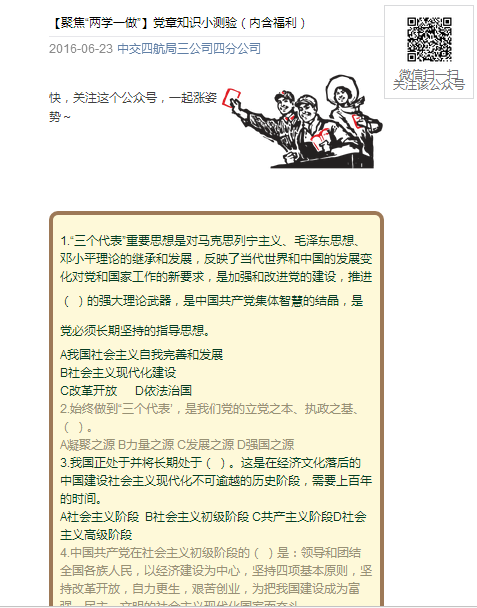 【聚焦“两学一做”】党章知识小测验（内含福利）
2016-06-23 中交四航局三公司四分公司
微信扫一扫
关注该公众号
快，关注这个公众号，一起涨姿
势～
1.“三个代表”重要思想是对马克思列宁主义、毛泽东思想、
邓小平理论的继承和发展，反映了当代世界和中国的发展变
化对党和国家工作的新要求，是加强和改进党的建设，推进
（ ）的强大理论武器，是中国共产党集体智慧的结晶，是
党必须长期坚持的指导思想。
A我国社会主义自我完善和发展
B社会主义现代化建设
C改革开放 D依法治国
2.始终做到“三个代表”，是我们党的立党之本、执政之基、
（ ）。
A凝聚之源 B力量之源 C发展之源 D强国之源
3.我国正处于并将长期处于（ ）。这是在经济文化落后的
中国建设社会主义现代化不可逾越的历史阶段，需要上百年
的时间。
A社会主义阶段 B社会主义初级阶段 C共产主义阶段D社会
主义高级阶段
4.中国共产党在社会主义初级阶段的（ ）是：领导和团结
全国各族人民，以经济建设为中心，坚持四项基本原则，坚
持改革开放，自力更生，艰苦创业，为把我国建设成为富
强、民主、文明的社会主义现代化国家而奋斗